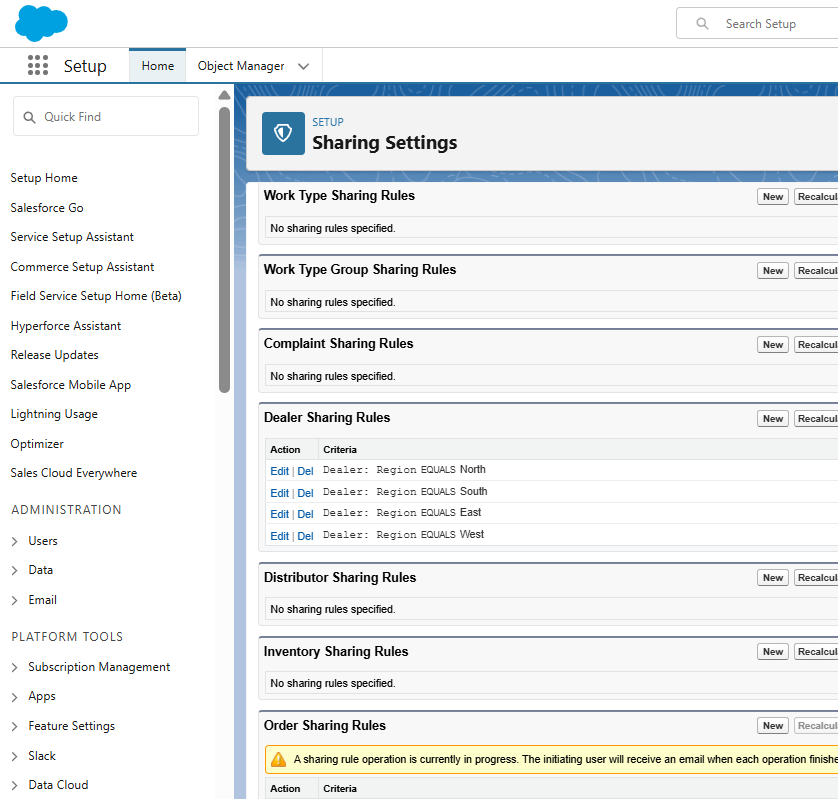 Search Setup
Setup
Home
Object Manager
Quick Find
Setup Home
Salesforce Go
Service Setup Assistant
Commerce Setup Assistant
Field Service Setup Home (Beta)
Hyperforce Assistant
Release Updates
Salesforce Mobile App
Lightning Usage
Optimizer
Sales Cloud Everywhere
ADMINISTRATION
Users
Data
Email
PLATFORM TOOLS
Subscription Management
Apps
Feature Settings
Slack
Data Cloud
SETUP
Sharing Settings
Work Type Sharing Rules New Recalcul
No sharing rules specified.
Work Type Group Sharing Rules New Recalcul
No sharing rules specified.
Complaint Sharing Rules New Recalcul
No sharing rules specified.
Dealer Sharing Rules New Recalcul
Action Criteria
Edit | Del Dealer: Region EQUALS North
Edit | Del Dealer: Region EQUALS South
Edit | Del Dealer: Region EQUALS East
Edit | Del Dealer: Region EQUALS West
Distributor Sharing Rules New Recalcul
No sharing rules specified.
Inventory Sharing Rules New Recalcul
No sharing rules specified.
Order Sharing Rules New Recalcul
A sharing rule operation is currently in progress. The initiating user will receive an email when each operation finishe
Action Criteria